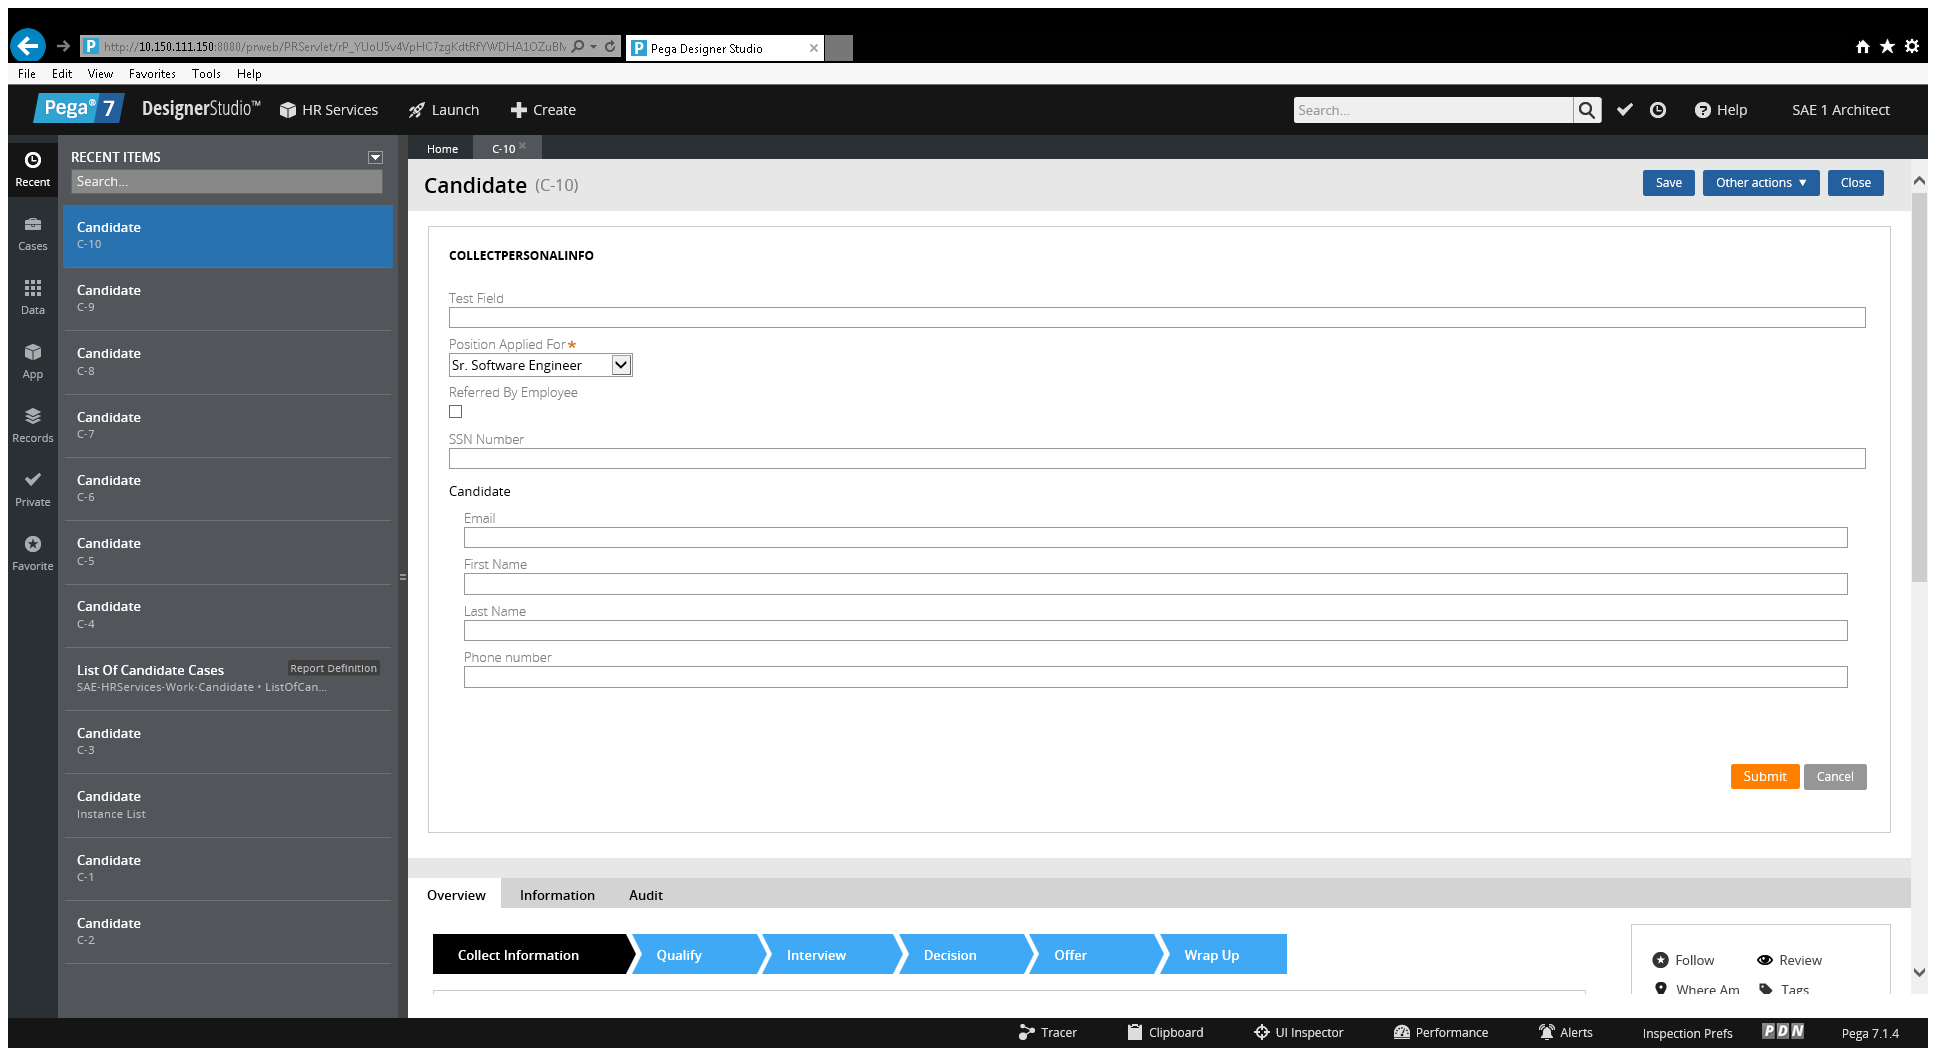 http://10.150.111.150:8080/prweb/PRServlet/rP_YUoU5v4VpHC7zgKdtRfYWDHA1OZuBN
Pega Designer Studio
File Edit View Favorites Tools Help
Pega® 7 DesignerStudio™ HR Services Launch Create Search... Help SAE 1 Architect
Recent
Cases
Data
App
Records
Private
Favorite
RECENT ITEMS
Search...
Candidate
C-10
Candidate
C-9
Candidate
C-8
Candidate
C-7
Candidate
C-6
Candidate
C-5
Candidate
C-4
List Of Candidate Cases Report Definition
SAE-HRServices-Work-Candidate • ListOfCan...
Candidate
C-3
Candidate
Instance List
Candidate
C-1
Candidate
C-2
Home C-10
Candidate (C-10) Save Other actions Close
COLLECTPERSONALINFO
Test Field
Position Applied For*
Sr. Software Engineer
Referred By Employee
SSN Number
Candidate
Email
First Name
Last Name
Phone number
Submit Cancel
Overview Information Audit
Collect Information Qualify Interview Decision Offer Wrap Up
Follow Review
Where Am Tags
Tracer Clipboard UI Inspector Performance Alerts Inspection Prefs PDN Pega 7.1.4